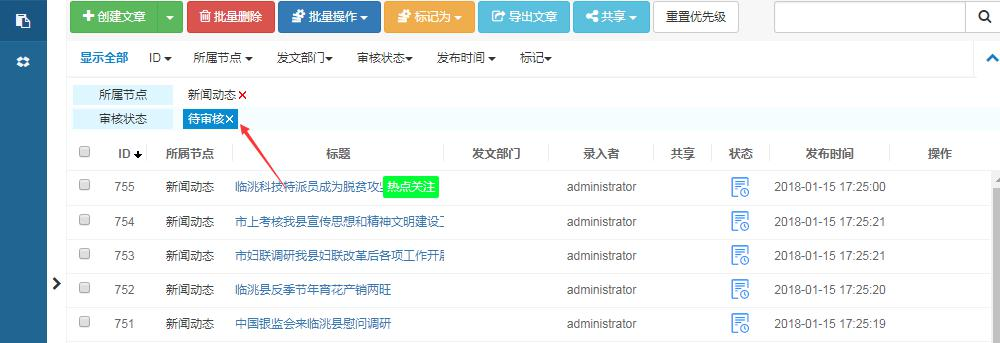 创建文章 批量删除 批量操作 标记为 导出文章 共享 重置优先级
显示全部 ID 所属节点 发文部门 审核状态 发布时间 标记
所属节点 新闻动态
审核状态 待审核
ID 所属节点 标题 发文部门 录入者 共享 状态 发布时间 操作
755 新闻动态 临洮科技特派员成为脱贫攻 热点关注 administrator 2018-01-15 17:25:00
754 新闻动态 市上考核我县宣传思想和精神文明建设 administrator 2018-01-15 17:25:21
753 新闻动态 市妇联调研我县妇联改革后各项工作开 administrator 2018-01-15 17:25:21
752 新闻动态 临洮县反季节年宵花产销两旺 administrator 2018-01-15 17:25:20
751 新闻动态 中国银监会来临洮县慰问调研 administrator 2018-01-15 17:25:19